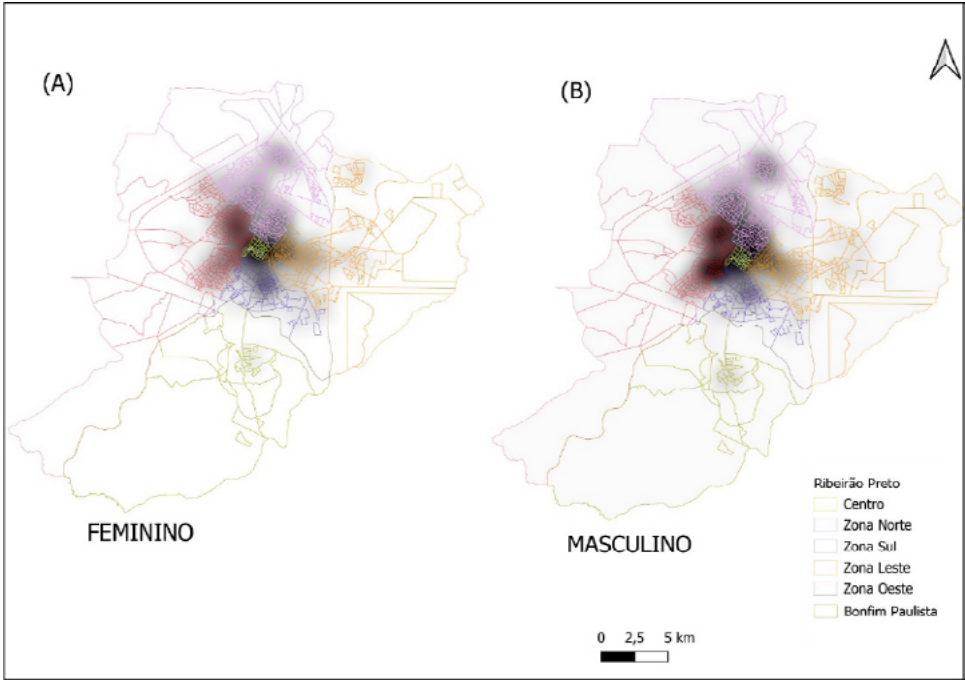 (A)
(B)
FEMININO
MASCULINO
Ribeirão Preto
Centro
Zona Norte
Zona Sul
Zona Leste
Zona Oeste
Bonfim Paulista
0 2,5 5 km